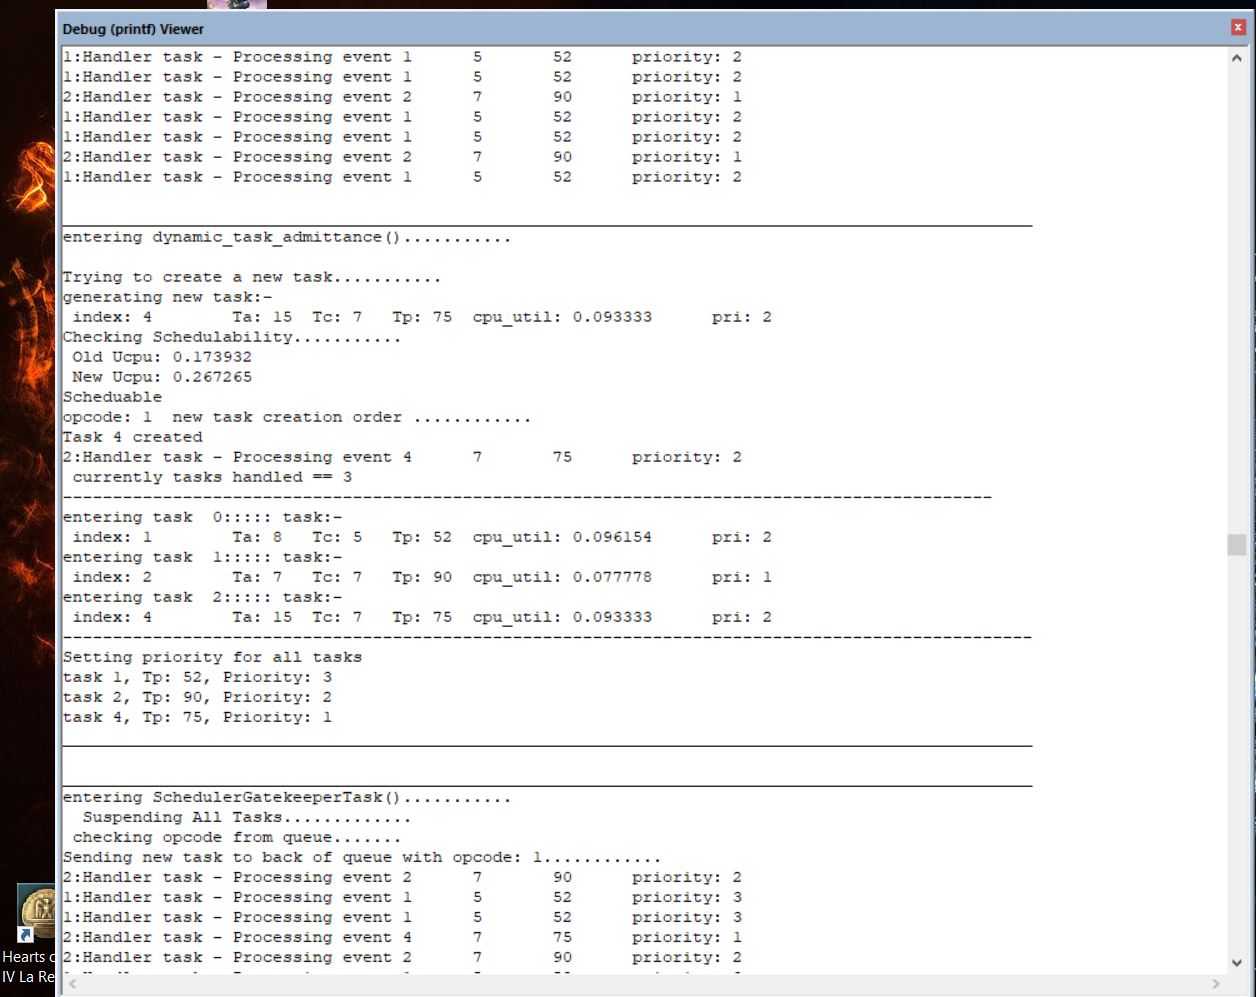 Debug (printf) Viewer
1:Handler task - Processing event 1 5 52 priority: 2
1:Handler task - Processing event 1 5 52 priority: 2
2:Handler task - Processing event 2 7 90 priority: 1
1:Handler task - Processing event 1 5 52 priority: 2
1:Handler task - Processing event 1 5 52 priority: 2
2:Handler task - Processing event 2 7 90 priority: 1
1:Handler task - Processing event 1 5 52 priority: 2
entering dynamic_task_admittance()...........
Trying to create a new task...........
generating new task:-
index: 4 Ta: 15 Tc: 7 Tp: 75 cpu_util: 0.093333 pri: 2
Checking Schedulability...........
Old Ucpu: 0.173932
New Ucpu: 0.267265
Scheduable
opcode: 1 new task creation order ............
Task 4 created
2:Handler task - Processing event 4 7 75 priority: 2
currently tasks handled == 3
entering task 0::::: task:-
index: 1 Ta: 8 Tc: 5 Tp: 52 cpu_util: 0.096154 pri: 2
entering task 1::::: task:-
index: 2 Ta: 7 Tc: 7 Tp: 90 cpu_util: 0.077778 pri: 1
entering task 2::::: task:-
index: 4 Ta: 15 Tc: 7 Tp: 75 cpu_util: 0.093333 pri: 2
Setting priority for all tasks
task 1, Tp: 52, Priority: 3
task 2, Tp: 90, Priority: 2
task 4, Tp: 75, Priority: 1
entering SchedulerGatekeeperTask()...........
Suspending All Tasks.............
checking opcode from queue.......
Sending new task to back of queue with opcode: 1............
2:Handler task - Processing event 2 7 90 priority: 2
1:Handler task - Processing event 1 5 52 priority: 3
1:Handler task - Processing event 1 5 52 priority: 3
2:Handler task - Processing event 4 7 75 priority: 1
2:Handler task - Processing event 2 7 90 priority: 2
Hearts
IV La Re